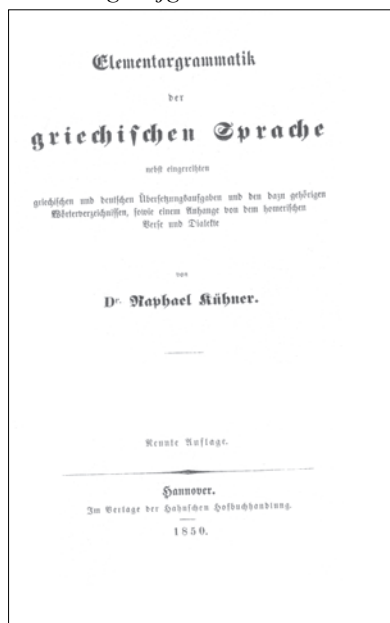 Elementargrammatik
der
griechischen Sprache
nebst eingereihten
griechischen und deutschen Übersetzungsaufgaben und den dazu gehörigen
Wörterverzeichnissen, sowie einem Anhange von dem homerischen
Verse und Dialekte
von
Dr. Raphael Kühner.
Neunte Auflage.
Hannover.
Im Verlage der Hahnschen Hofbuchhandlung.
1850.